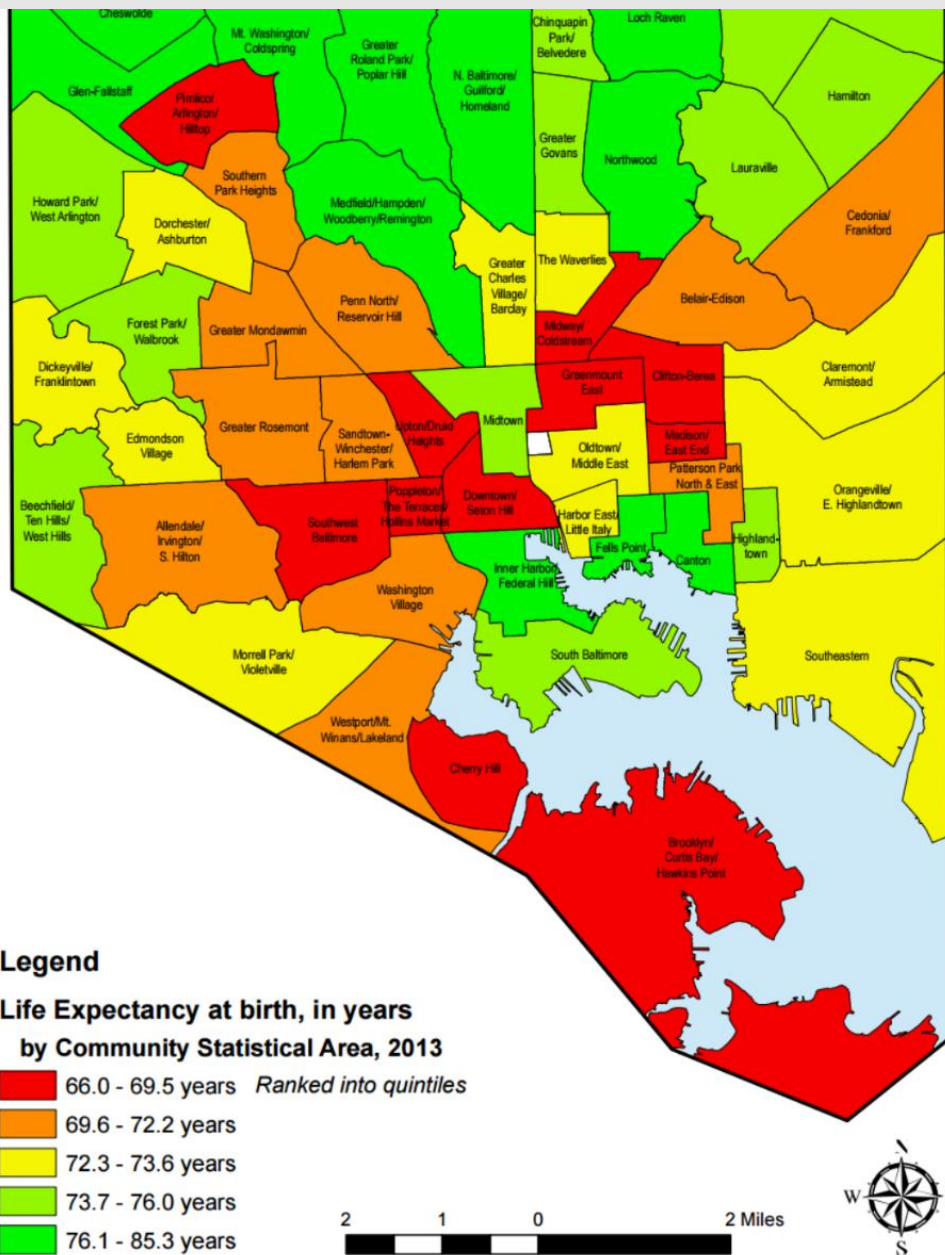 Cheswolde
Mt. Washington/
Coldspring
Greater
Roland Park/
Poplar Hill
N. Baltimore/
Guilford/
Homeland
Chinquapin
Park/
Belvedere
Loch Raven
Glen-Fallstaff
Pimlico/
Arlington/
Hilltop
Hamilton
Greater
Govans
Northwood
Lauraville
Southern
Park Heights
Howard Park/
West Arlington
Medfield/Hampden/
Woodberry/Remington
Dorchester/
Ashburton
Cedonia/
Frankford
Greater
Charles
Village/
Barclay
The Waverlies
Penn North/
Reservoir Hill
Belair-Edison
Forest Park/
Walbrook
Greater Mondawmin
Midway/
Coldstream
Dickeyville/
Franklintown
Greenmount
East
Clifton-Berea
Claremont/
Armistead
Midtown
Greater Rosemont
Sandtown-
Winchester/
Harlem Park
Upton/Druid
Heights
Edmondson
Village
Oldtown/
Middle East
Madison/
East End
Patterson Park
North & East
Orangeville/
E. Highlandtown
Beechfield/
Ten Hills/
West Hills
Allendale/
Irvington/
S. Hilton
Southwest
Baltimore
Poppleton/
The Terraces/
Hollins Market
Downtown/
Seton Hill
Harbor East/
Little Italy
Fells Point
Canton
Highland-
town
Inner Harbor/
Federal Hill
Washington
Village
Morrell Park/
Violetville
South Baltimore
Southeastern
Westport/Mt.
Winans/Lakeland
Cherry Hill
Brooklyn/
Curtis Bay/
Hawkins Point
Legend
Life Expectancy at birth, in years
by Community Statistical Area, 2013
66.0 - 69.5 years Ranked into quintiles
69.6 - 72.2 years
72.3 - 73.6 years
73.7 - 76.0 years
76.1 - 85.3 years
2 1 0 2 Miles
N
W
S